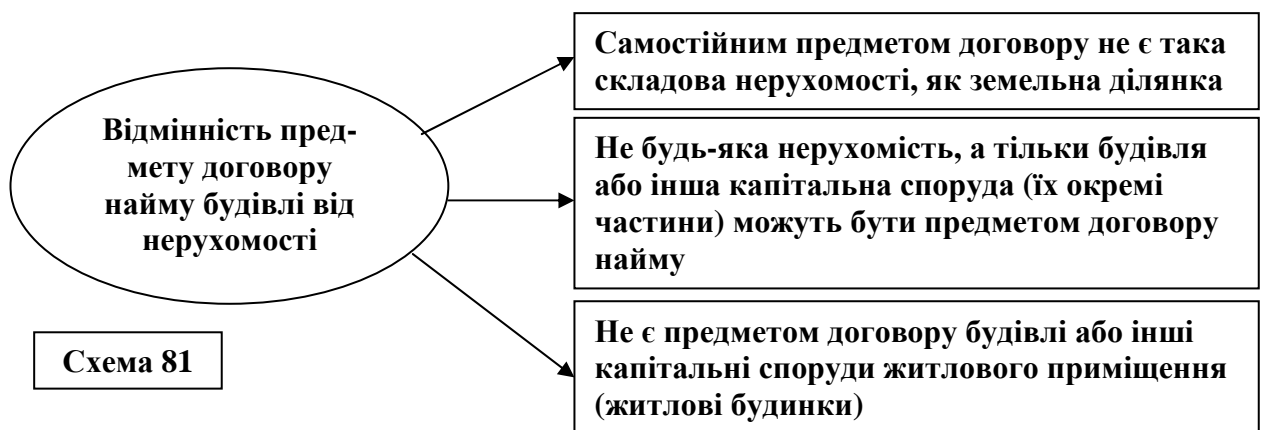 Відмінність пред-
мету договору
найму будівлі від
нерухомості
Самостійним предметом договору не є така
складова нерухомості, як земельна ділянка
Не будь-яка нерухомість, а тільки будівля
або інша капітальна споруда (їх окремі
частини) можуть бути предметом договору
найму
Не є предметом договору будівлі або інші
капітальні споруди житлового приміщення
(житлові будинки)
Схема 81